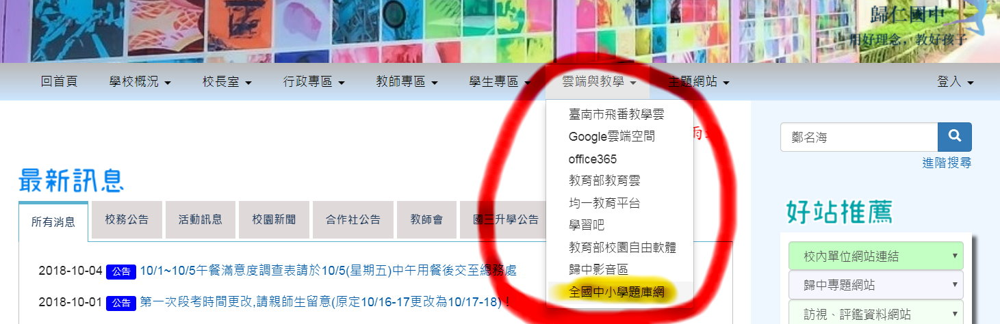 歸仁國中
用好理念，教好孩子
回首頁 學校概況 校長室 行政專區 教師專區 學生專區 雲端與教學 主題網站 登入
臺南市飛番教學雲
Google雲端空間
office365
教育部教育雲
均一教育平台
學習吧
教育部校園自由軟體
歸中影音區
全國中小學題庫網
雨
鄭名海
進階搜尋
最新訊息
所有消息 校務公告 活動訊息 校園新聞 合作社公告 教師會 國三升學公告
2018-10-04 公告 10/1~10/5午餐滿意度調查表請於10/5(星期五)中午用餐後交至總務處
2018-10-01 公告 第一次段考時間更改,請親師生留意(原定10/16-17更改為10/17-18)！
好站推薦
校內單位網站連結
歸中專題網站
訪視、評鑑資料網站